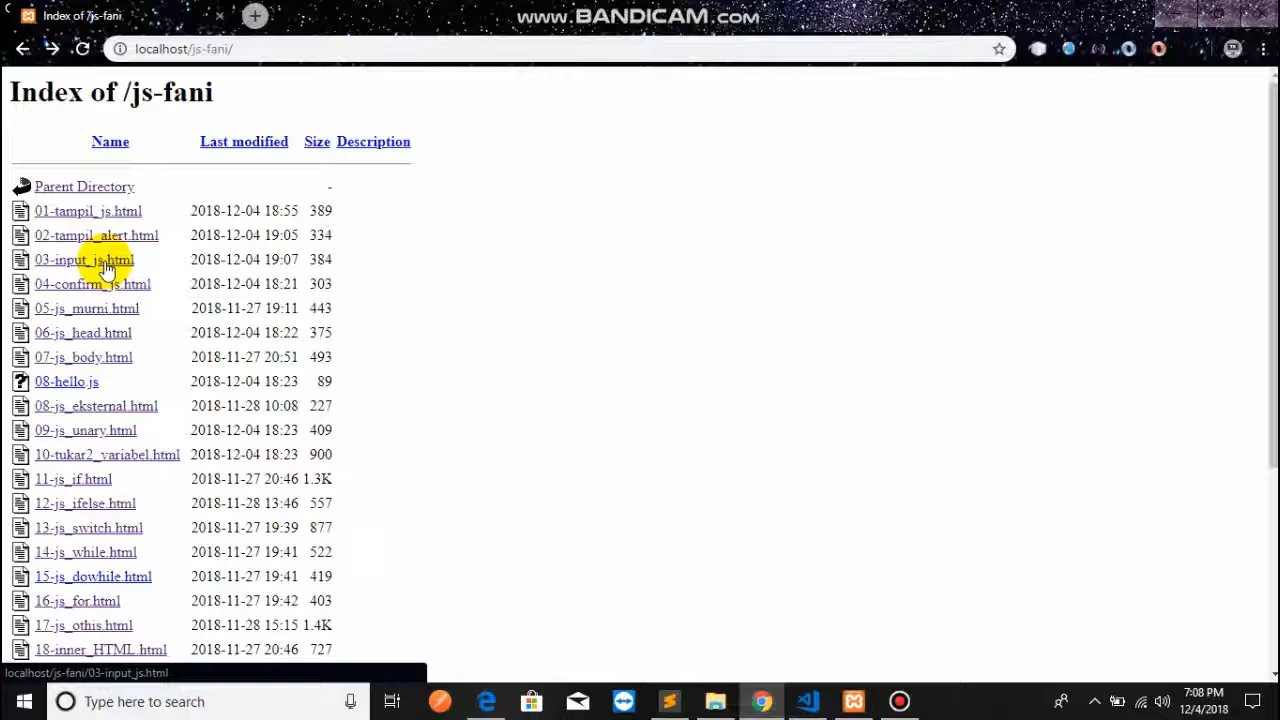 Index of /js-fani
www.BANDICAM.com
localhost/js-fani/
Index of /js-fani
Name Last modified Size Description
Parent Directory -
01-tampil_js.html 2018-12-04 18:55 389
02-tampil_alert.html 2018-12-04 19:05 334
03-input_js.html 2018-12-04 19:07 384
04-confirm_js.html 2018-12-04 18:21 303
05-js_murni.html 2018-11-27 19:11 443
06-js_head.html 2018-12-04 18:22 375
07-js_body.html 2018-11-27 20:51 493
08-hello.js 2018-12-04 18:23 89
08-js_eksternal.html 2018-11-28 10:08 227
09-js_unary.html 2018-12-04 18:23 409
10-tukar2_variabel.html 2018-12-04 18:23 900
11-js_if.html 2018-11-27 20:46 1.3K
12-js_ifelse.html 2018-11-28 13:46 557
13-js_switch.html 2018-11-27 19:39 877
14-js_while.html 2018-11-27 19:41 522
15-js_dowhile.html 2018-11-27 19:41 419
16-js_for.html 2018-11-27 19:42 403
17-js_othis.html 2018-11-28 15:15 1.4K
18-inner_HTML.html 2018-11-27 20:46 727
localhost/js-fani/03-input_js.html
Type here to search
7:08 PM
12/4/2018